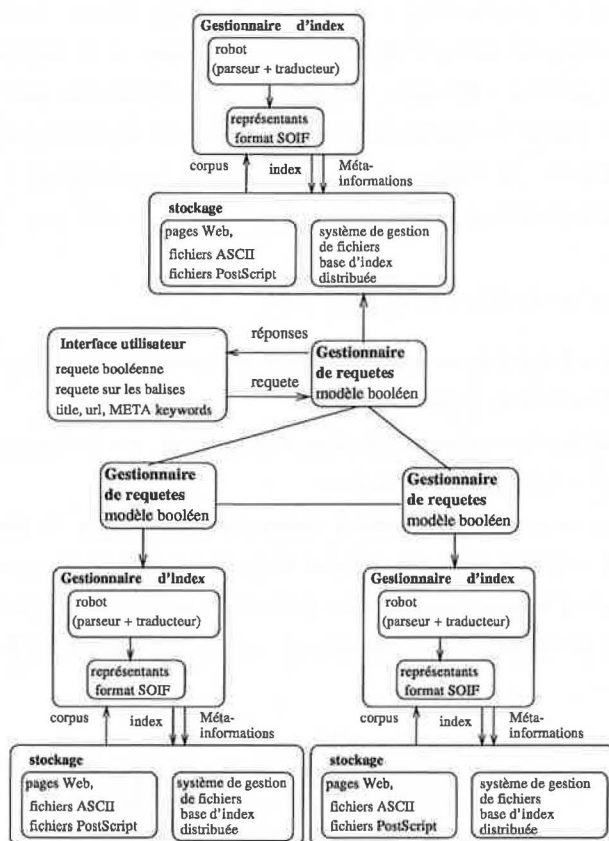 Gestionnaire d'index
robot
(parseur + traducteur)
représentants
format SOIF
corpus
index
Méta-
informations
stockage
pages Web,
fichiers ASCII
fichiers PostScript
système de gestion
de fichiers
base d'index
distribuée
Interface utilisateur
requete booléenne
requete sur les balises
title, url, META keywords
réponses
requete
Gestionnaire
de requetes
modèle booléen
Gestionnaire
de requetes
modèle booléen
Gestionnaire
de requetes
modèle booléen
Gestionnaire d'index
robot
(parseur + traducteur)
représentants
format SOIF
corpus
index
Méta-
informations
stockage
pages Web,
fichiers ASCII
fichiers PostScript
système de gestion
de fichiers
base d'index
distribuée
Gestionnaire d'index
robot
(parseur + traducteur)
représentants
format SOIF
corpus
index
Méta-
informations
stockage
pages Web,
fichiers ASCII
fichiers PostScript
système de gestion
de fichiers
base d'index
distribuée